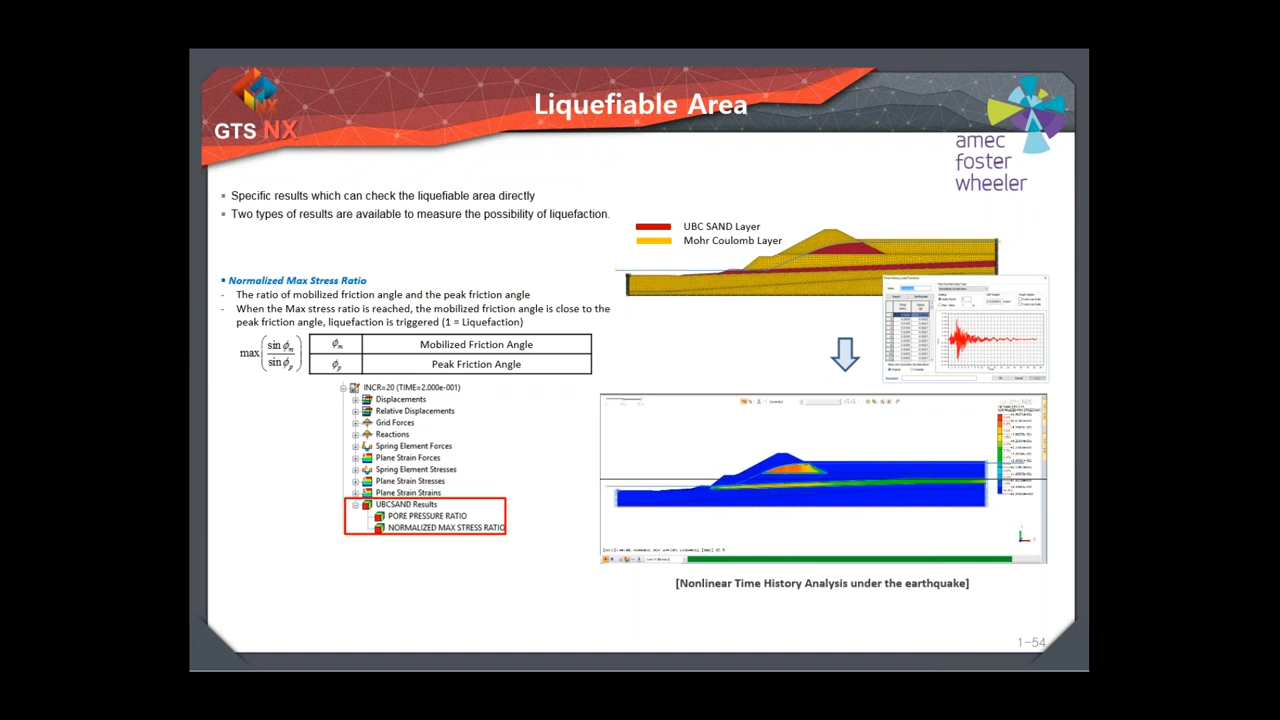 Liquefiable Area
NX
GTS NX
amec
foster
wheeler
▪ Specific results which can check the liquefiable area directly
▪ Two types of results are available to measure the possibility of liquefaction.
UBC SAND Layer
Mohr Coulomb Layer
▪ Normalized Max Stress Ratio
- The ratio of mobilized friction angle and the peak friction angle
- When the Max stress ratio is reached, the mobilized friction angle is close to the
peak friction angle, liquefaction is triggered (1 = Liquefaction)
max(sin ϕm / sin ϕp)
ϕm Mobilized Friction Angle
ϕp Peak Friction Angle
INCR=20 (TIME=2.000e-001)
Displacements
Relative Displacements
Grid Forces
Reactions
Spring Element Forces
Plane Strain Forces
Spring Element Stresses
Plane Strain Stresses
Plane Strain Strains
UBCSAND Results
PORE PRESSURE RATIO
NORMALIZED MAX STRESS RATIO
[Nonlinear Time History Analysis under the earthquake]
1-54